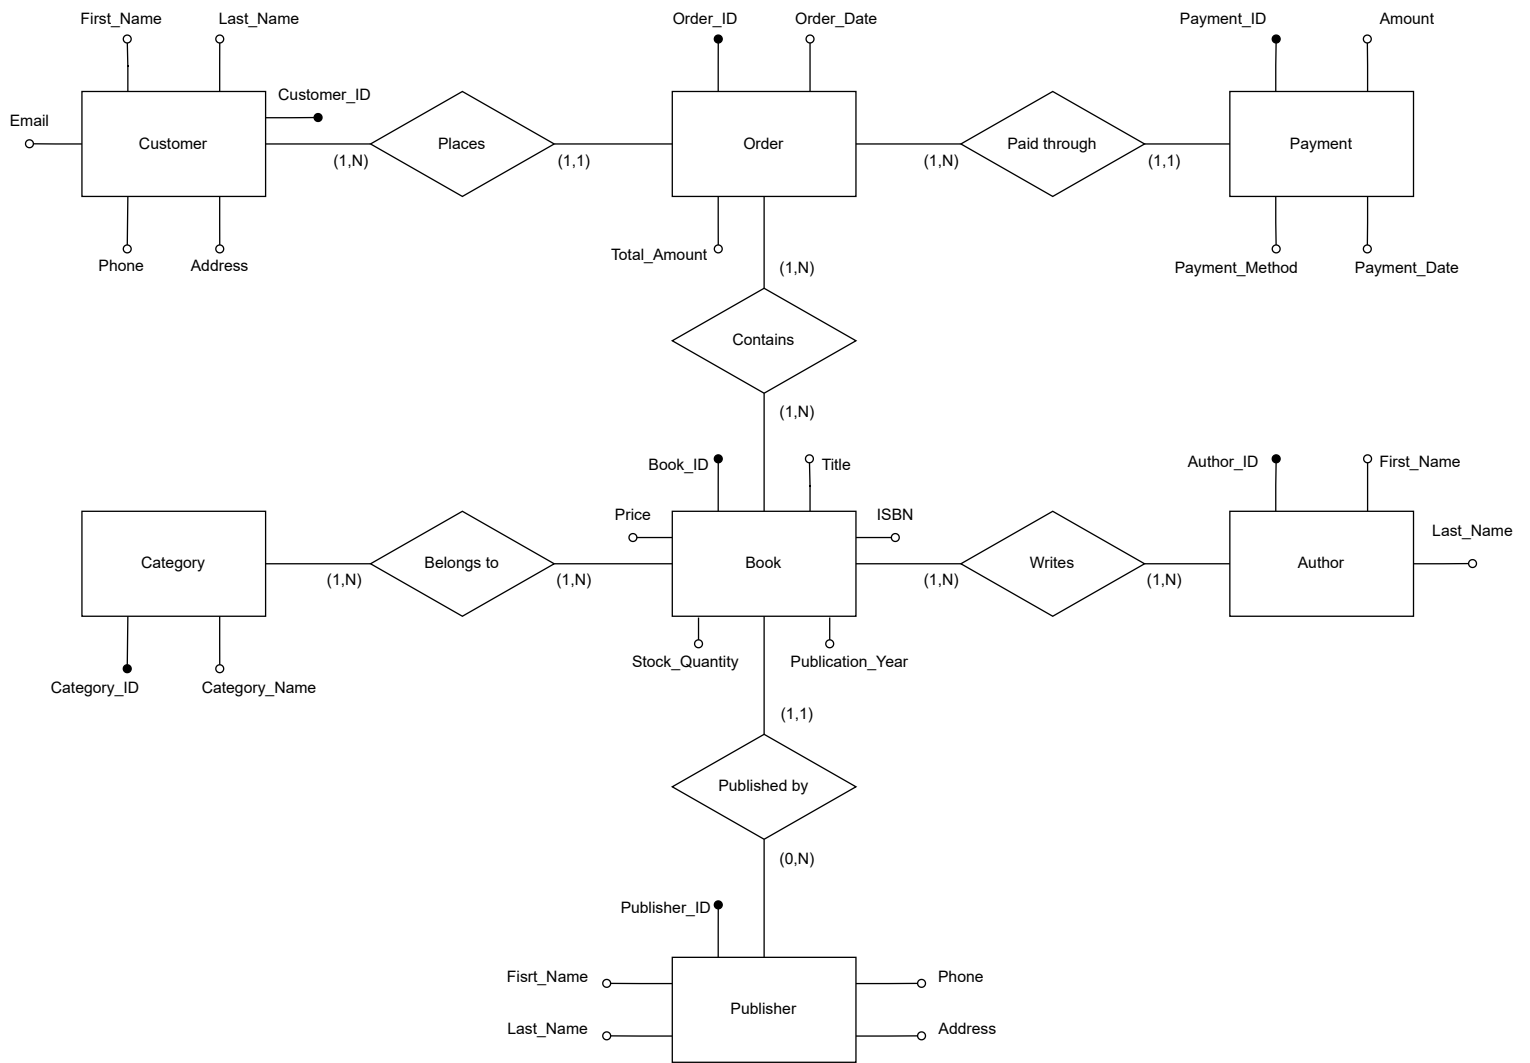 First_Name Last_Name Order_ID Order_Date Payment_ID Amount
Customer_ID
Email
Customer Places Order Paid through Payment
(1,N) (1,1) (1,N) (1,1)
Total_Amount
Phone Address (1,N) Payment_Method Payment_Date
Contains
(1,N)
Book_ID Title Author_ID First_Name
Price ISBN
Last_Name
Category Belongs to Book Writes Author
(1,N) (1,N) (1,N) (1,N)
Stock_Quantity Publication_Year
Category_ID Category_Name
(1,1)
Published by
(0,N)
Publisher_ID
Fisrt_Name Phone
Publisher
Last_Name Address